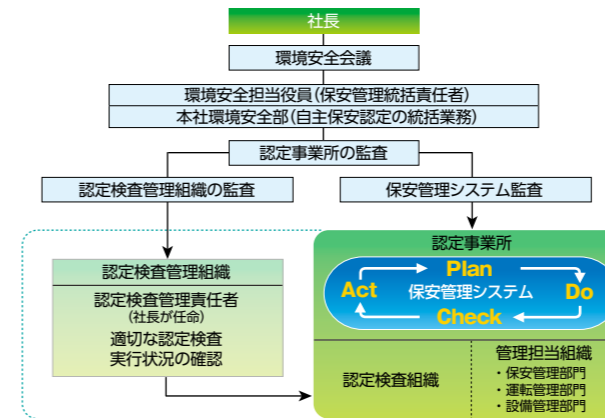 社長
環境安全会議
環境安全担当役員(保安管理統括責任者)
本社環境安全部(自主保安認定の統括業務)
認定事業所の監査
認定検査管理組織の監査
保安管理システム監査
認定検査管理組織
認定検査管理責任者
(社長が任命)
適切な認定検査
実行状況の確認
認定事業所
Plan
Act
保安管理システム
Do
Check
認定検査組織
管理担当組織
・保安管理部門
・運転管理部門
・設備管理部門